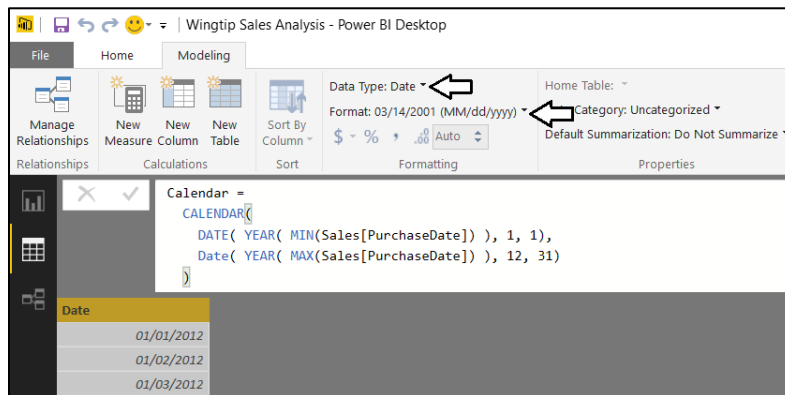 Wingtip Sales Analysis - Power BI Desktop
File Home Modeling
Manage Relationships
New Measure
New Column
New Table
Sort By Column
Data Type: Date
Format: 03/14/2001 (MM/dd/yyyy)
$ % , .00 Auto
Home Table:
Category: Uncategorized
Default Summarization: Do Not Summarize
Relationships Calculations Sort Formatting Properties
Calendar =
CALENDAR(
DATE( YEAR( MIN(Sales[PurchaseDate]) ), 1, 1),
Date( YEAR( MAX(Sales[PurchaseDate]) ), 12, 31)
)
Date
01/01/2012
01/02/2012
01/03/2012